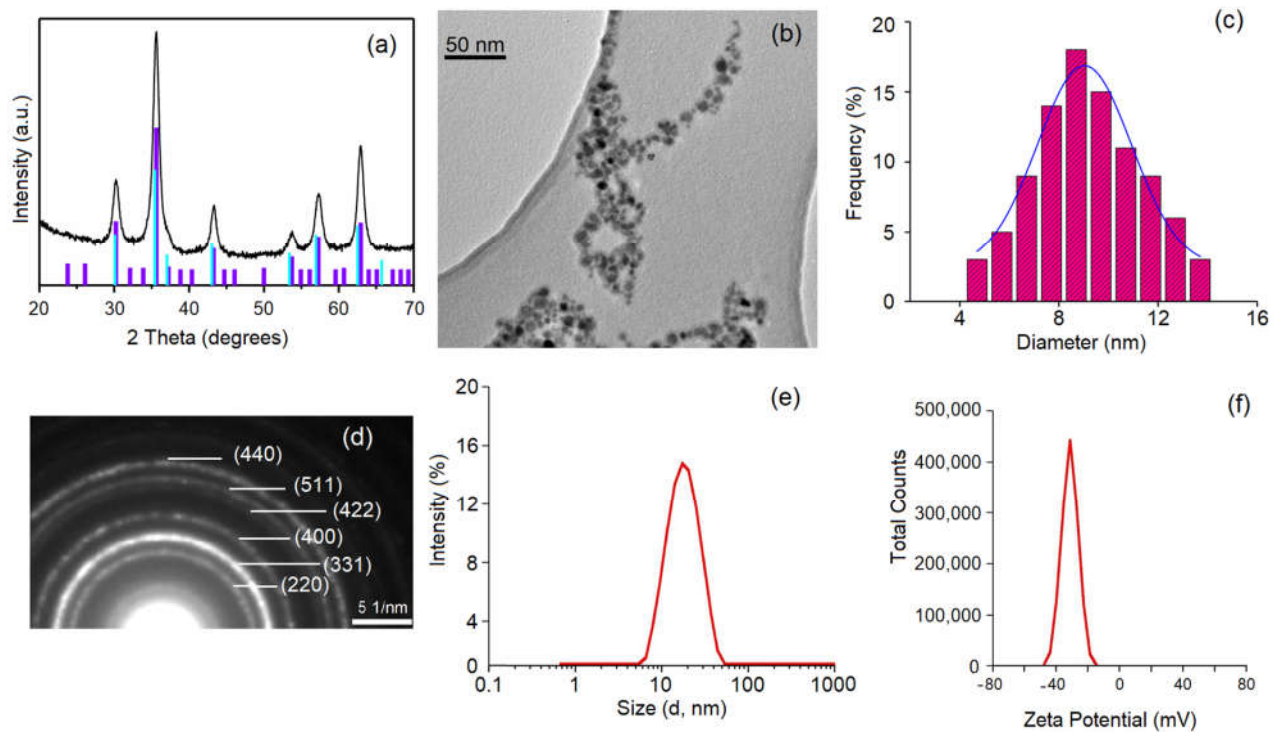 (a)
Intensity (a.u.)
20 30 40 50 60 70
2 Theta (degrees)
50 nm
(b)
(c)
Frequency (%)
20
15
10
5
0
4 8 12 16
Diameter (nm)
(d)
(440)
(511)
(422)
(400)
(331)
(220)
5 1/nm
(e)
Intensity (%)
20
16
12
8
4
0
0.1 1 10 100 1000
Size (d, nm)
(f)
Total Counts
500,000
400,000
300,000
200,000
100,000
0
-80 -40 0 40 80
Zeta Potential (mV)